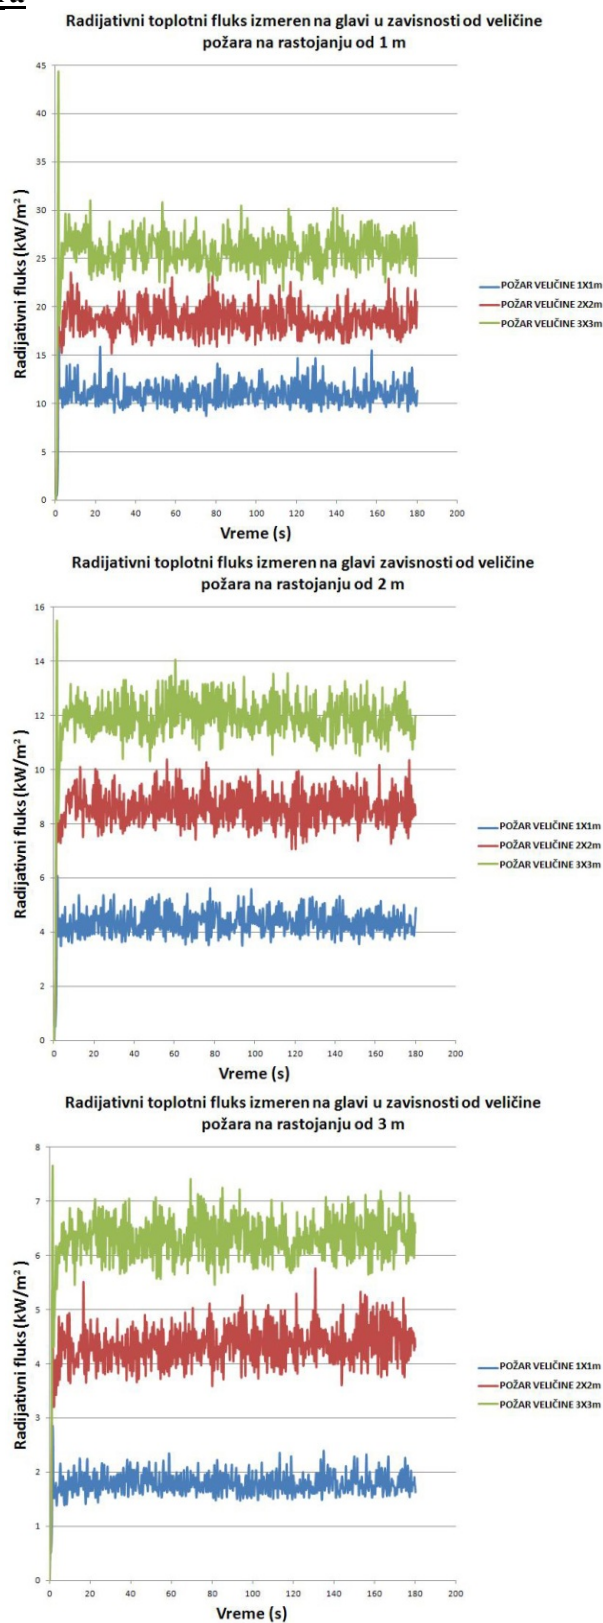 Radijativni toplotni fluks izmeren na glavi u zavisnosti od veličine
požara na rastojanju od 1 m
45
40
35
30
25
20
15
10
5
0
Radijativni fluks (kW/m²)
0 20 40 60 80 100 120 140 160 180 200
Vreme (s)
POŽAR VELIČINE 1X1m
POŽAR VELIČINE 2X2m
POŽAR VELIČINE 3X3m
Radijativni toplotni fluks izmeren na glavi zavisnosti od veličine
požara na rastojanju od 2 m
16
14
12
10
8
6
4
2
0
Radijativni fluks (kW/m²)
0 20 40 60 80 100 120 140 160 180 200
Vreme (s)
POŽAR VELIČINE 1X1m
POŽAR VELIČINE 2X2m
POŽAR VELIČINE 3X3m
Radijativni toplotni fluks izmeren na glavi u zavisnosti od veličine
požara na rastojanju od 3 m
8
7
6
5
4
3
2
1
0
Radijativni fluks (kW/m²)
0 20 40 60 80 100 120 140 160 180 200
Vreme (s)
POŽAR VELIČINE 1X1m
POŽAR VELIČINE 2X2m
POŽAR VELIČINE 3X3m